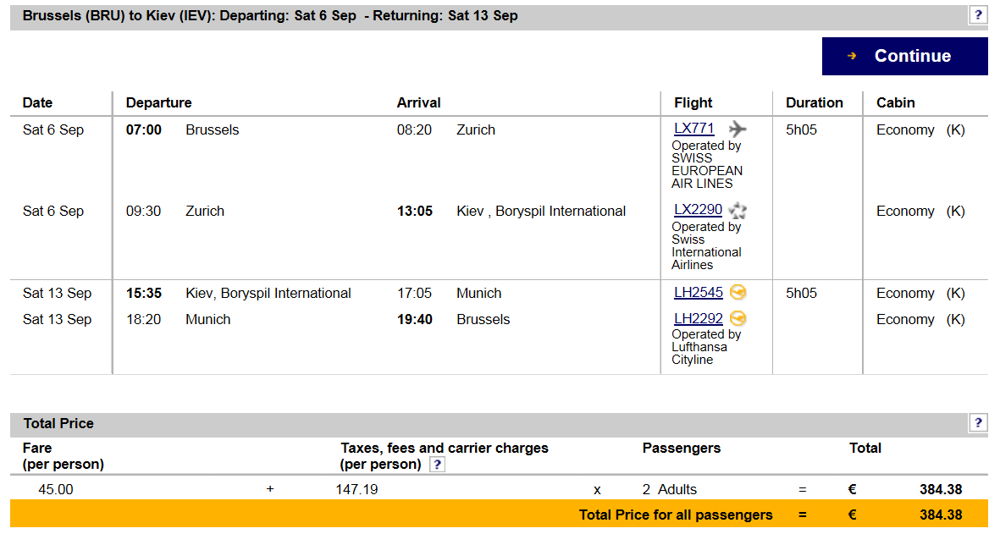 Brussels (BRU) to Kiev (IEV): Departing: Sat 6 Sep - Returning: Sat 13 Sep ?
Continue
Date Departure Arrival Flight Duration Cabin
Sat 6 Sep 07:00 Brussels 08:20 Zurich LX771 5h05 Economy (K)
Operated by
SWISS
EUROPEAN
AIR LINES
Sat 6 Sep 09:30 Zurich 13:05 Kiev , Boryspil International LX2290 Economy (K)
Operated by
Swiss
International
Airlines
Sat 13 Sep 15:35 Kiev, Boryspil International 17:05 Munich LH2545 5h05 Economy (K)
Sat 13 Sep 18:20 Munich 19:40 Brussels LH2292 Economy (K)
Operated by
Lufthansa
Cityline
Total Price ?
Fare Taxes, fees and carrier charges Passengers Total
(per person) (per person) ?
45.00 + 147.19 x 2 Adults = € 384.38
Total Price for all passengers = € 384.38